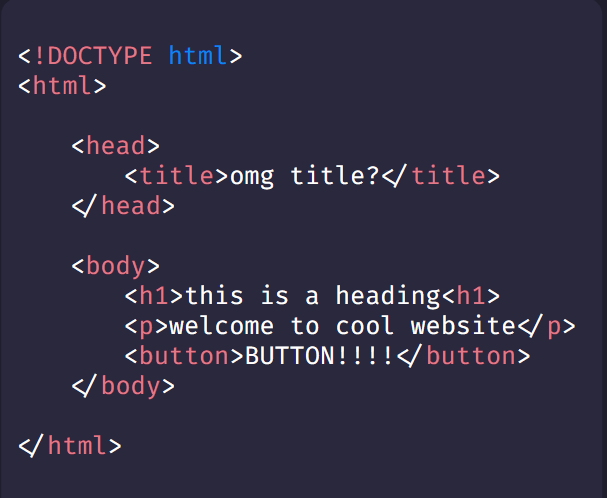 <!DOCTYPE html>
<html>
<head>
<title>omg title?</title>
</head>
<body>
<h1>this is a heading<h1>
<p>welcome to cool website</p>
<button>BUTTON!!!!</button>
</body>
</html>